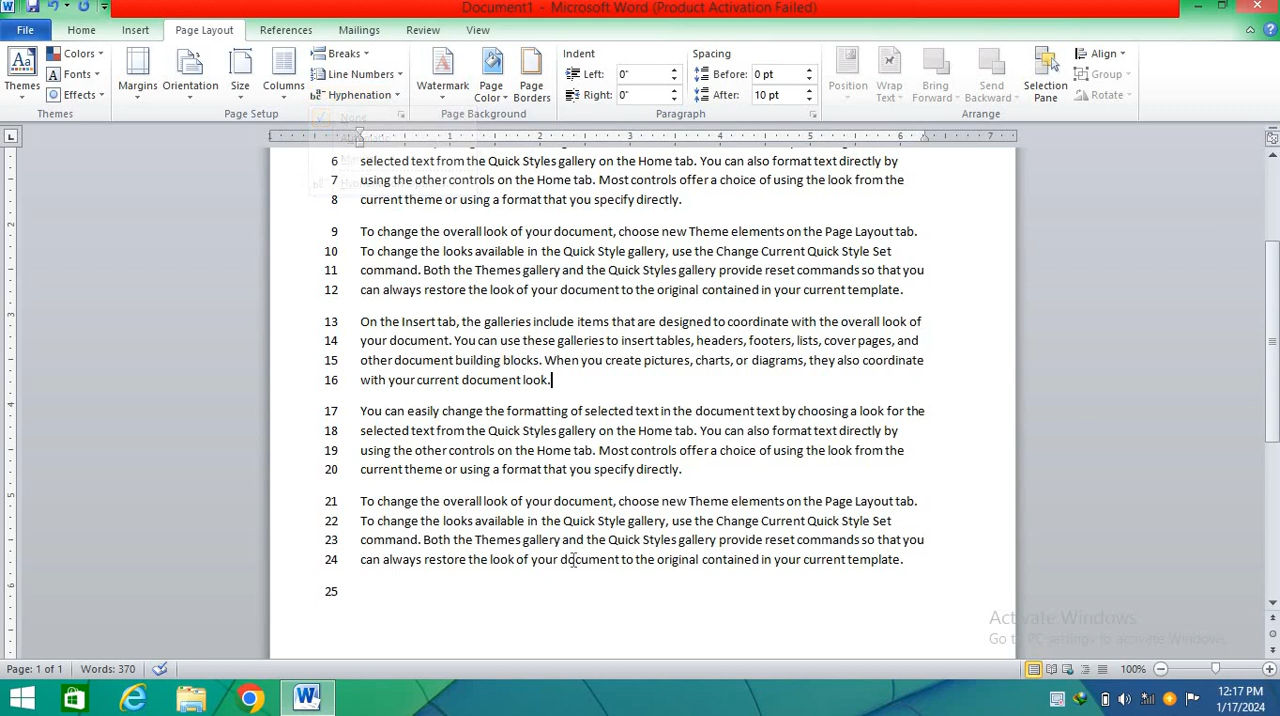 Document1 - Microsoft Word (Product Activation Failed)
File Home Insert Page Layout References Mailings Review View
Themes
Colors
Fonts
Effects
Themes
Margins
Orientation
Size
Columns
Breaks
Line Numbers
Hyphenation
Page Setup
Watermark
Page Color
Page Borders
Page Background
Indent
Left: 0"
Right: 0"
Spacing
Before: 0 pt
After: 10 pt
Paragraph
Position
Wrap Text
Bring Forward
Send Backward
Selection Pane
Align
Group
Rotate
Arrange
None
1 2 3 4 5 6 7
6 selected text from the Quick Styles gallery on the Home tab. You can also format text directly by
7 using the other controls on the Home tab. Most controls offer a choice of using the look from the
8 current theme or using a format that you specify directly.
9 To change the overall look of your document, choose new Theme elements on the Page Layout tab.
10 To change the looks available in the Quick Style gallery, use the Change Current Quick Style Set
11 command. Both the Themes gallery and the Quick Styles gallery provide reset commands so that you
12 can always restore the look of your document to the original contained in your current template.
13 On the Insert tab, the galleries include items that are designed to coordinate with the overall look of
14 your document. You can use these galleries to insert tables, headers, footers, lists, cover pages, and
15 other document building blocks. When you create pictures, charts, or diagrams, they also coordinate
16 with your current document look.
17 You can easily change the formatting of selected text in the document text by choosing a look for the
18 selected text from the Quick Styles gallery on the Home tab. You can also format text directly by
19 using the other controls on the Home tab. Most controls offer a choice of using the look from the
20 current theme or using a format that you specify directly.
21 To change the overall look of your document, choose new Theme elements on the Page Layout tab.
22 To change the looks available in the Quick Style gallery, use the Change Current Quick Style Set
23 command. Both the Themes gallery and the Quick Styles gallery provide reset commands so that you
24 can always restore the look of your document to the original contained in your current template.
25
Activate Windows
Go to PC settings to activate Windows.
Page: 1 of 1 Words: 370 100%
12:17 PM
1/17/2024